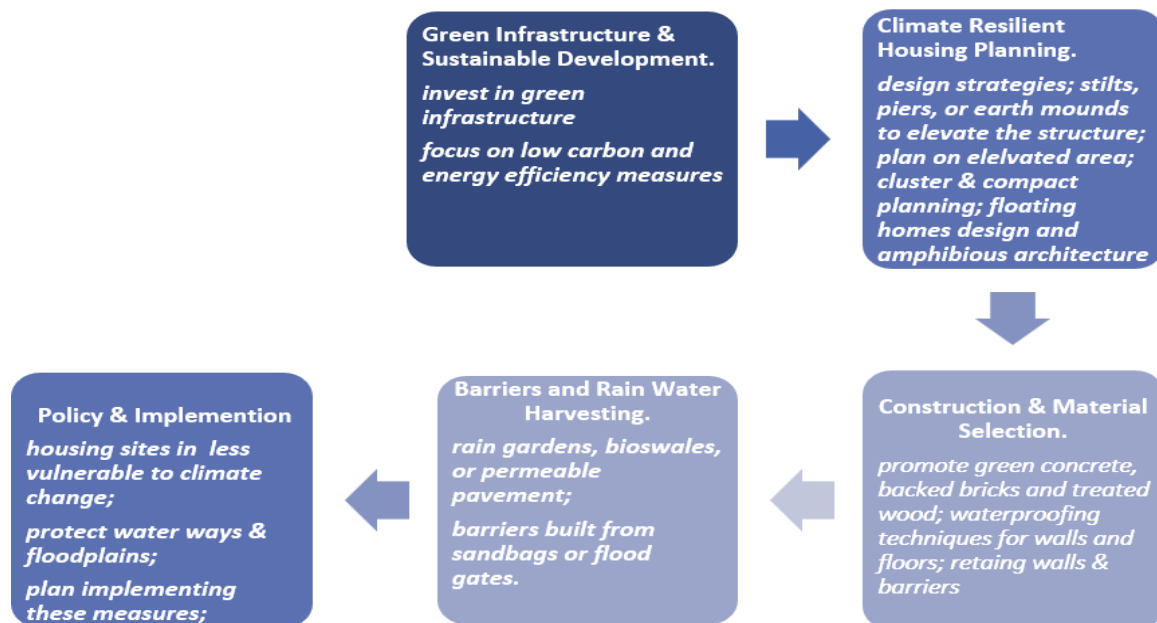 Green Infrastructure &
Sustainable Development.
invest in green
infrastructure
focus on low carbon and
energy efficiency measures
Climate Resilient
Housing Planning.
design strategies; stilts,
piers, or earth mounds
to elevate the structure;
plan on elelvated area;
cluster & compact
planning; floating
homes design and
amphibious architecture
Construction & Material
Selection.
promote green concrete,
backed bricks and treated
wood; waterproofing
techniques for walls and
floors; retaing walls &
barriers
Barriers and Rain Water
Harvesting.
rain gardens, bioswales,
or permeable
pavement;
barriers built from
sandbags or flood
gates.
Policy & Implemention
housing sites in less
vulnerable to climate
change;
protect water ways &
floodplains;
plan implementing
these measures;